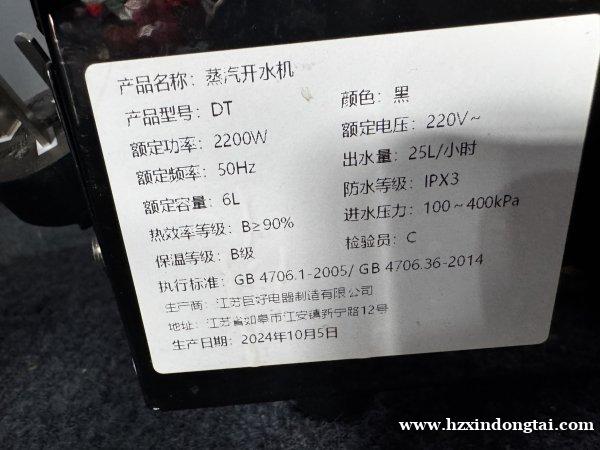 产品名称：蒸汽开水机
产品型号：DT 颜色：黑
额定功率：2200W 额定电压：220V~
额定频率：50Hz 出水量：25L/小时
额定容量：6L 防水等级：IPX3
热效率等级：B≥90% 进水压力：100～400kPa
保温等级：B级 检验员：C
执行标准：GB 4706.1-2005/ GB 4706.36-2014
生产商：江苏巨好电器制造有限公司
地址：江苏省如皋市江安镇新宁路12号
生产日期：2024年10月5日
www.hzxindongtai.com